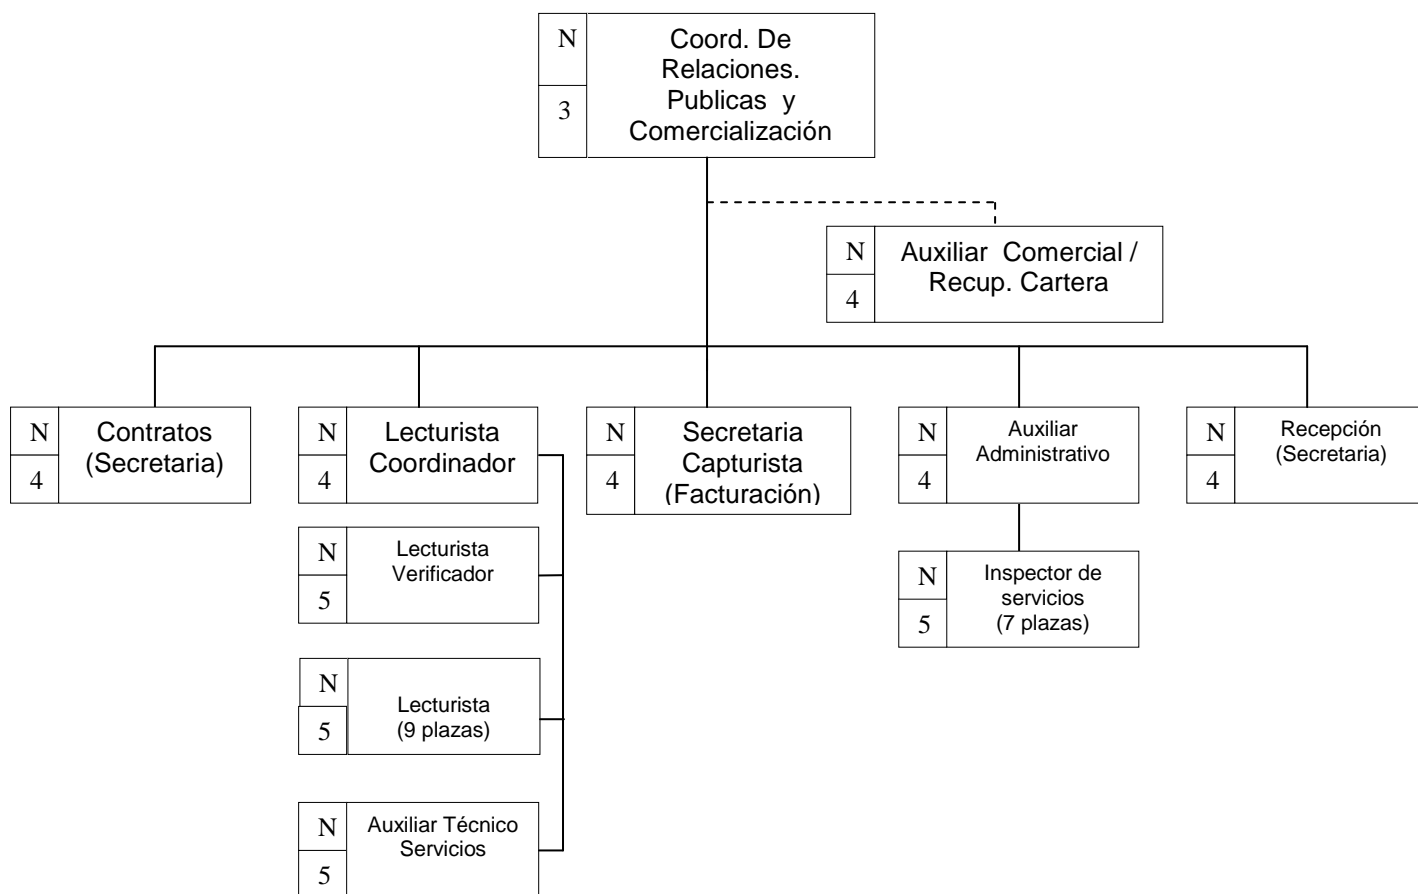 N
3
Coord. De
Relaciones.
Publicas y
Comercialización
N
4
Auxiliar Comercial /
Recup. Cartera
N
4
Contratos
(Secretaria)
N
4
Lecturista
Coordinador
N
4
Secretaria
Capturista
(Facturación)
N
4
Auxiliar
Administrativo
N
4
Recepción
(Secretaria)
N
5
Lecturista
Verificador
N
5
Inspector de
servicios
(7 plazas)
N
5
Lecturista
(9 plazas)
N
5
Auxiliar Técnico
Servicios